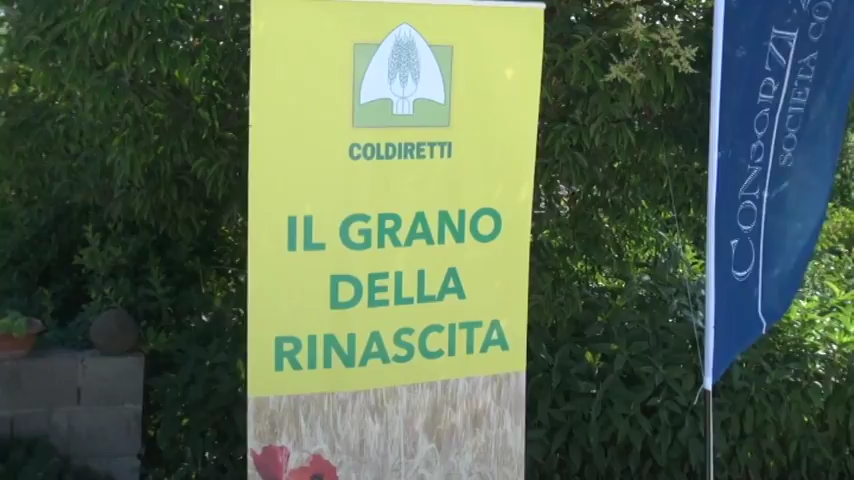 COLDIRETTI
IL GRANO
DELLA
RINASCITA
CONSORZI
SOCIETÀ CO